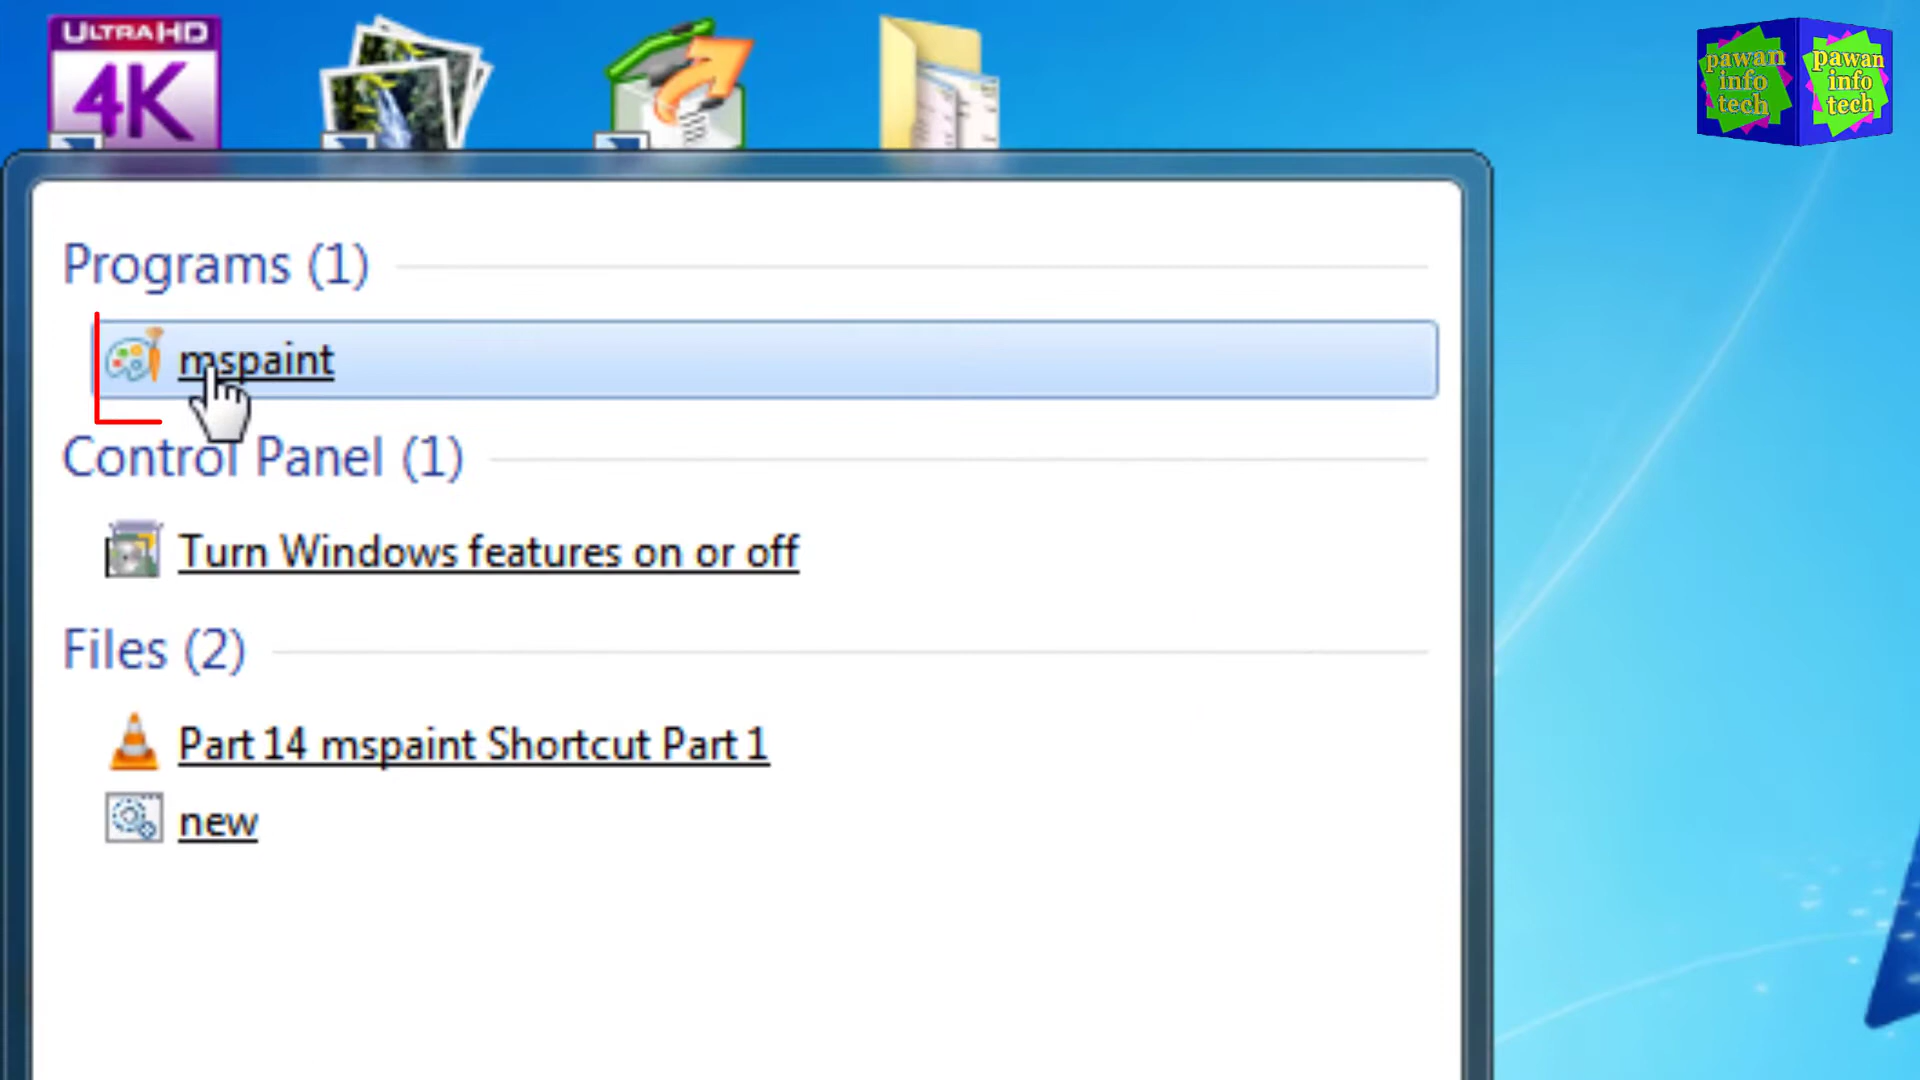 ULTRA HD
4K
pawan
info
tech
pawan
info
tech
Programs (1)
mspaint
Control Panel (1)
Turn Windows features on or off
Files (2)
Part 14 mspaint Shortcut Part 1
new